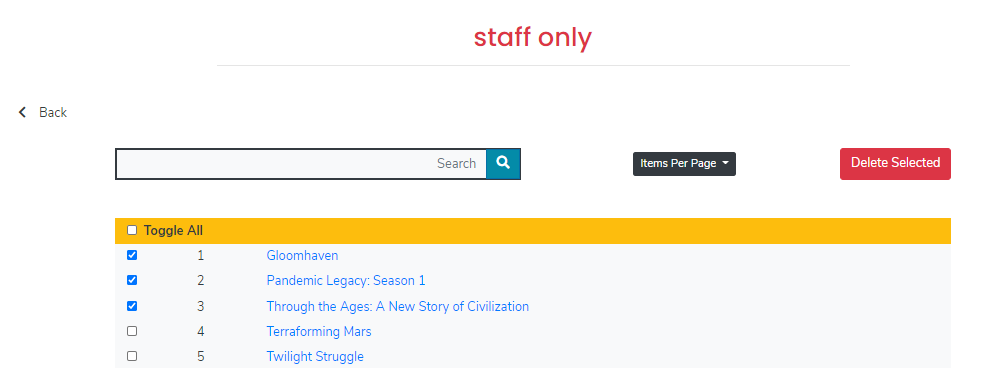 staff only
Back
Search
Items Per Page
Delete Selected
Toggle All
1 Gloomhaven
2 Pandemic Legacy: Season 1
3 Through the Ages: A New Story of Civilization
4 Terraforming Mars
5 Twilight Struggle